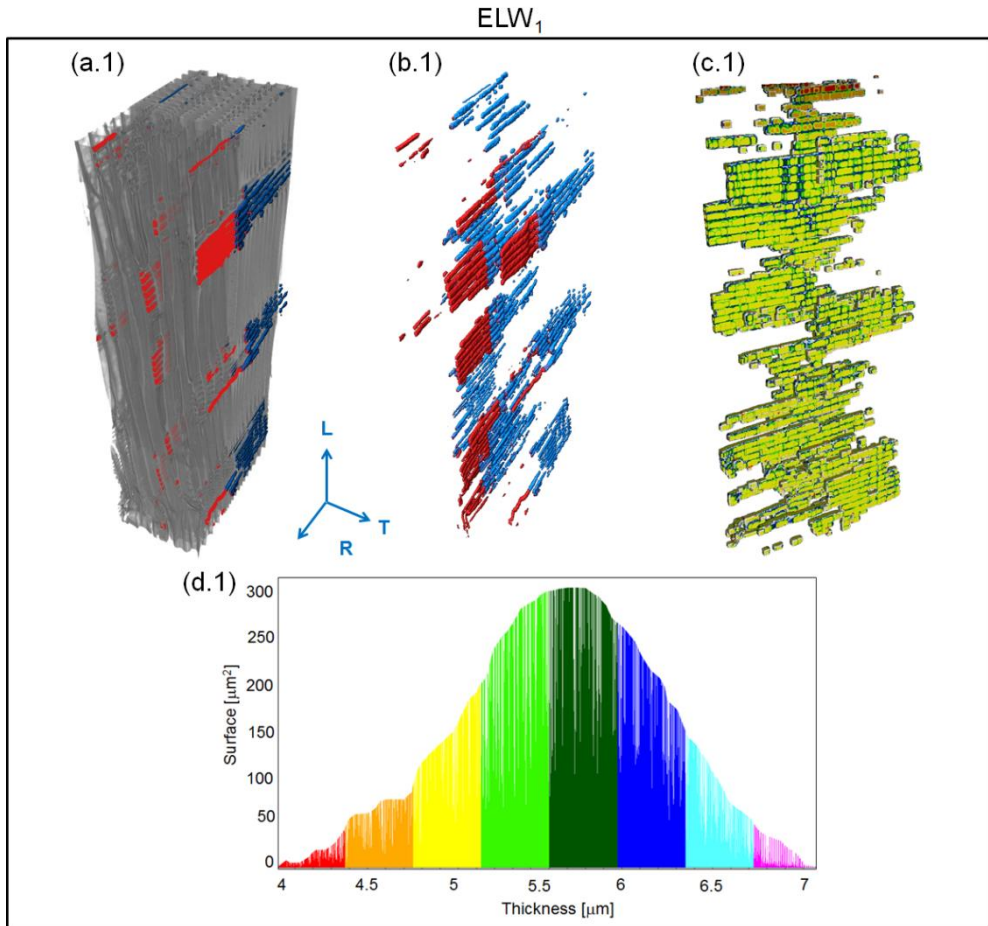 ELW₁
(a.1)
(b.1)
(c.1)
L
T
R
(d.1)
Surface [μm²]
300
250
200
150
100
50
0
4 4.5 5 5.5 6 6.5 7
Thickness [μm]